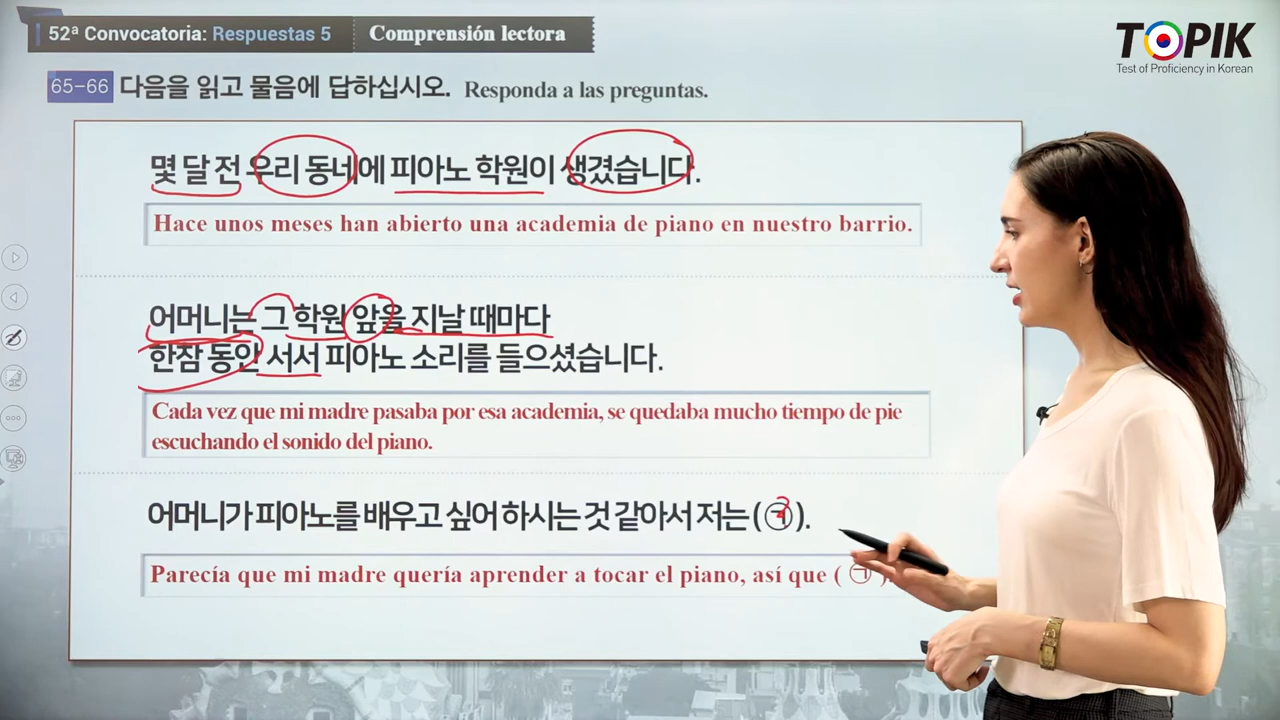 52ª Convocatoria: Respuestas 5 Comprensión lectora
TOPIK
Test of Proficiency in Korean
65-66 다음을 읽고 물음에 답하십시오. Responda a las preguntas.
몇 달 전 우리 동네에 피아노 학원이 생겼습니다.
Hace unos meses han abierto una academia de piano en nuestro barrio.
어머니는 그 학원 앞을 지날 때마다
한잠 동안 서서 피아노 소리를 들으셨습니다.
Cada vez que mi madre pasaba por esa academia, se quedaba mucho tiempo de pie
escuchando el sonido del piano.
어머니가 피아노를 배우고 싶어 하시는 것 같아서 저는 (㉠).
Parecía que mi madre quería aprender a tocar el piano, así que ( ㉠ ).